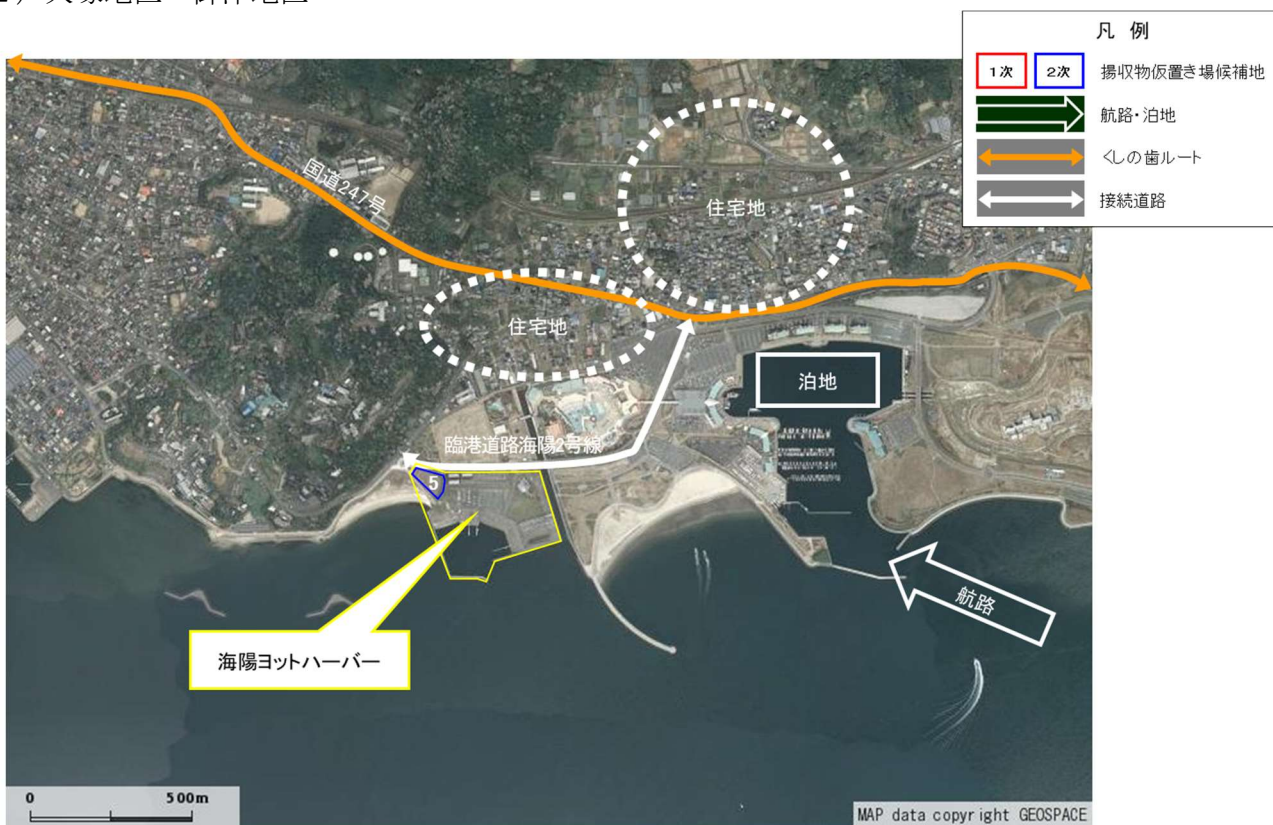 凡 例
1次 2次 揚収物仮置き場候補地
航路・泊地
くしの歯ルート
接続道路
国道247号
住宅地
住宅地
泊地
臨港道路海陽2号線
5
航路
海陽ヨットハーバー
0 500m
MAP data copyright GEOSPACE